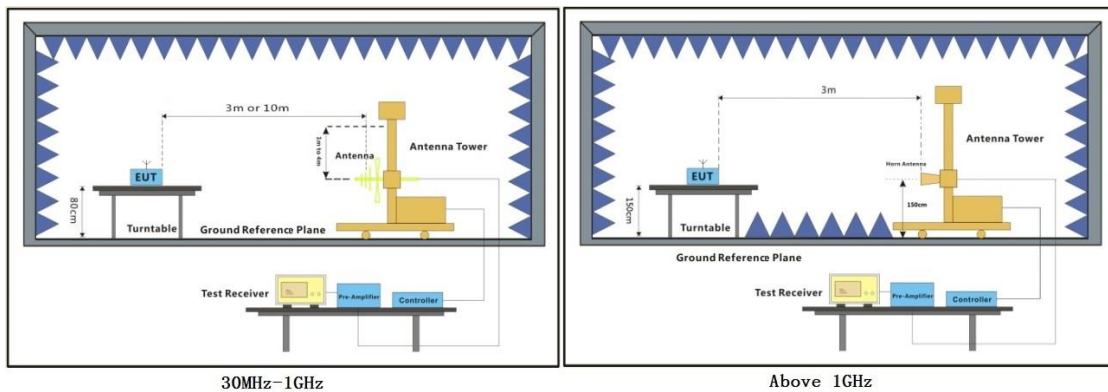 3m or 10m
1m to 4m
Antenna
Antenna Tower
EUT
80cm
Turntable
Ground Reference Plane
Test Receiver
Pre-Amplifier
Controller
30MHz-1GHz
3m
Antenna Tower
Horn Antenna
EUT
150cm
150cm
Turntable
Ground Reference Plane
Test Receiver
Pre-Amplifier
Controller
Above 1GHz